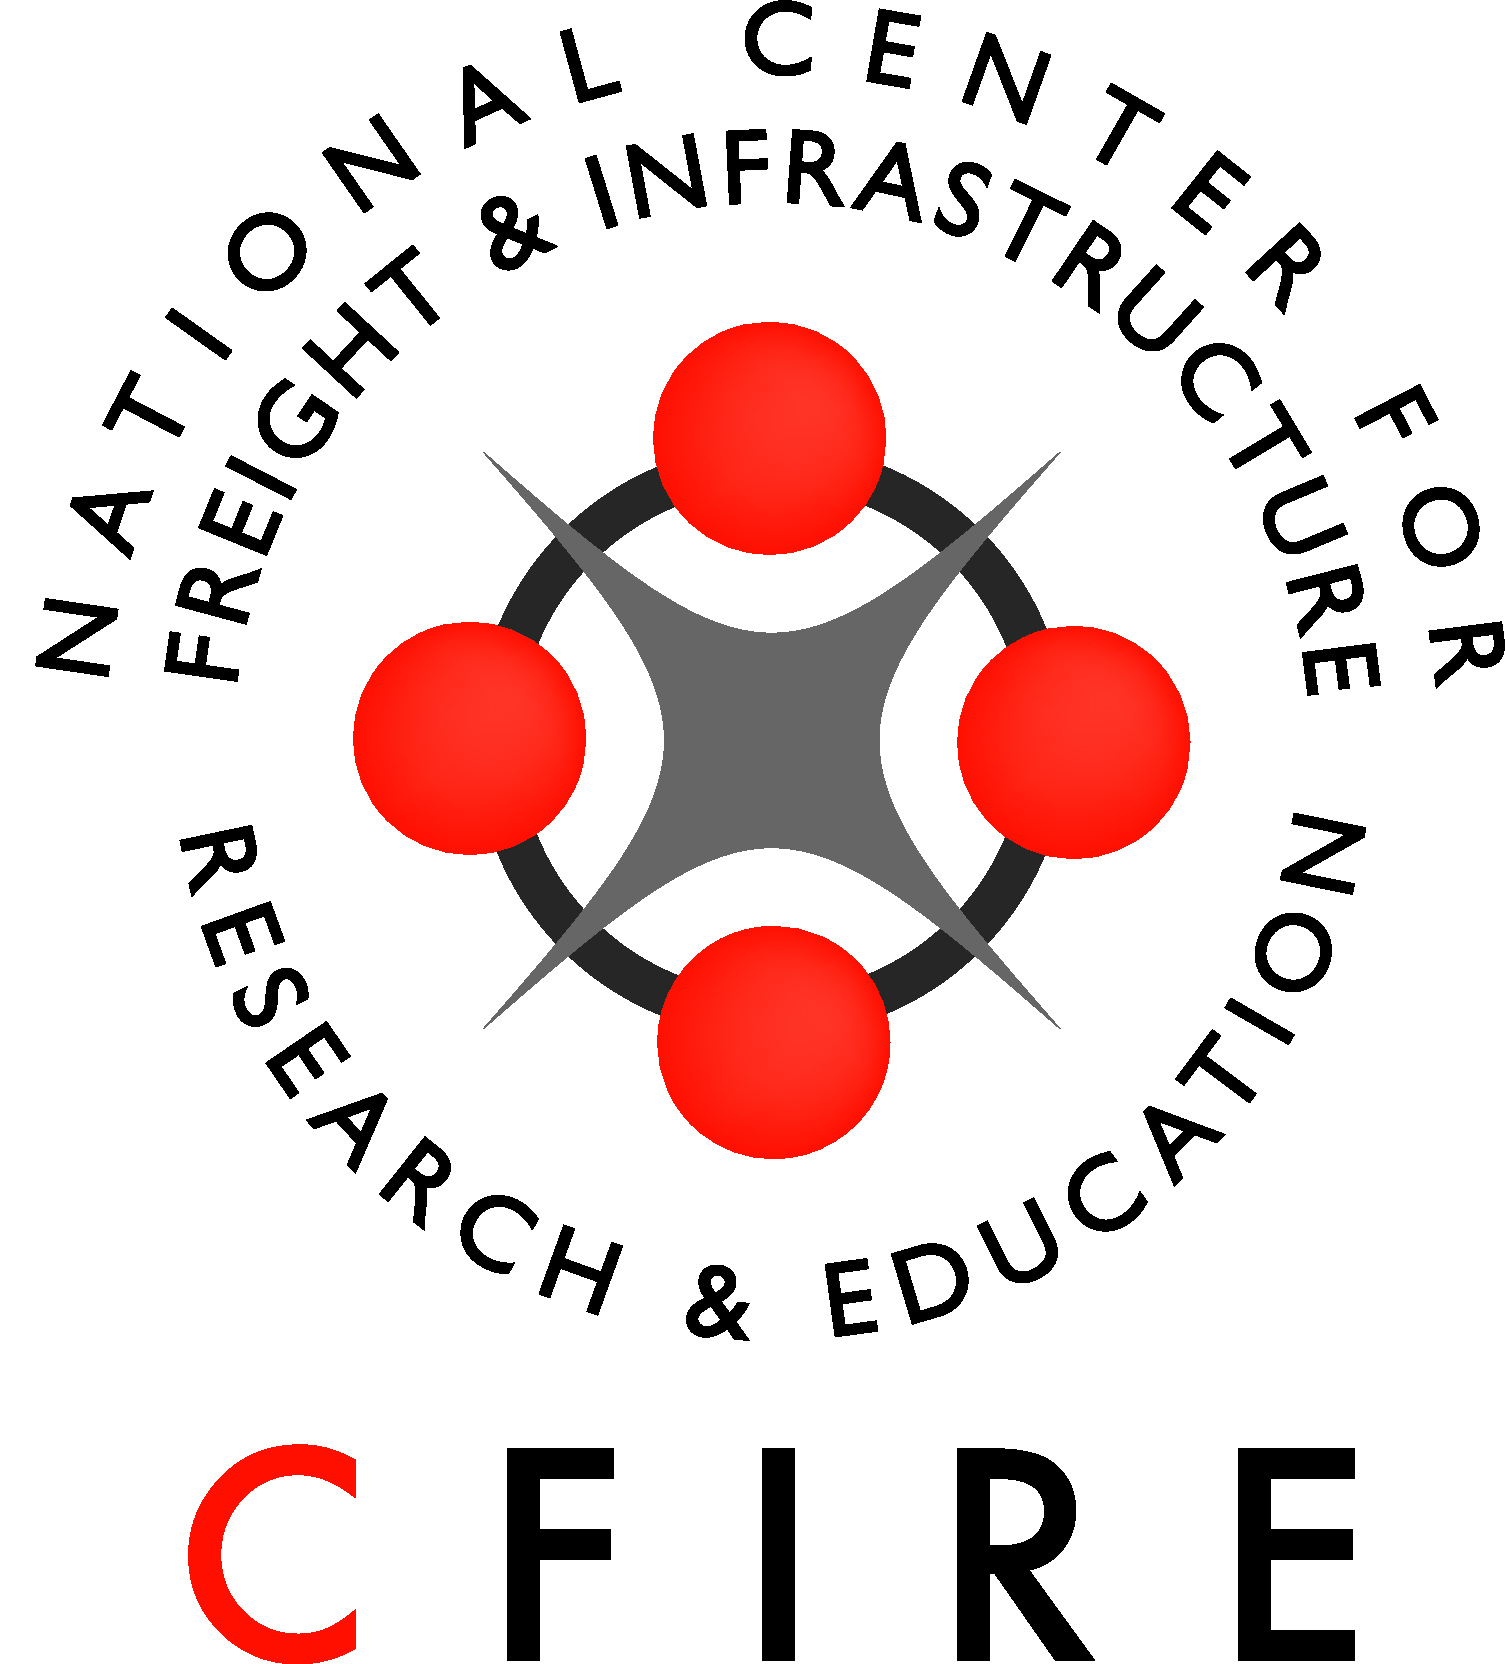 NATIONAL CENTER FOR
FREIGHT & INFRASTRUCTURE
RESEARCH & EDUCATION
CFIRE